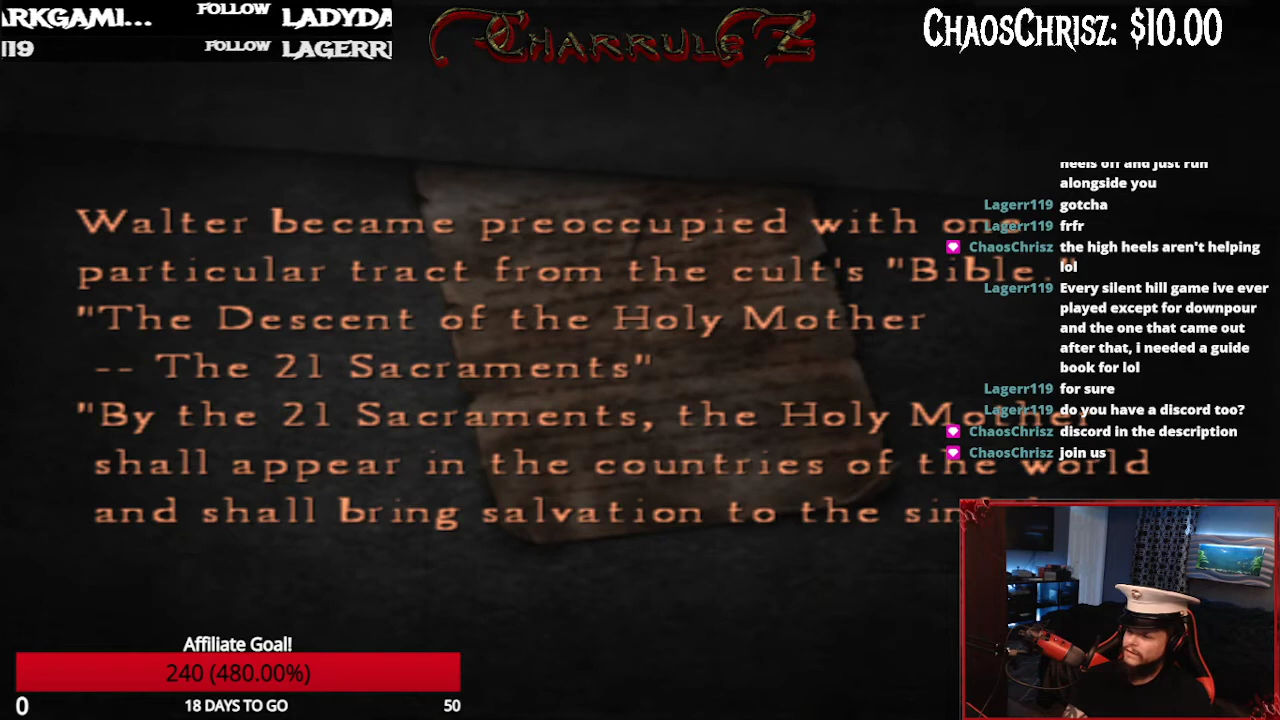 ARKGAMI... FOLLOW LADYDA
119 FOLLOW LAGERR
CHARRULEZ
CHAOSCHRISZ: $10.00
Walter became preoccupied with one
particular tract from the cult's "Bible."
"The Descent of the Holy Mother
-- The 21 Sacraments"
"By the 21 Sacraments, the Holy Mother
shall appear in the countries of the world
and shall bring salvation to the
heels off and just run
alongside you
Lagerr119 gotcha
Lagerr119 frfr
ChaosChrisz the high heels aren't helping
lol
Lagerr119 Every silent hill game ive ever
played except for downpour
and the one that came out
after that, i needed a guide
book for lol
Lagerr119 for sure
Lagerr119 do you have a discord too?
ChaosChrisz discord in the description
ChaosChrisz join us
Affiliate Goal!
240 (480.00%)
0 18 DAYS TO GO 50